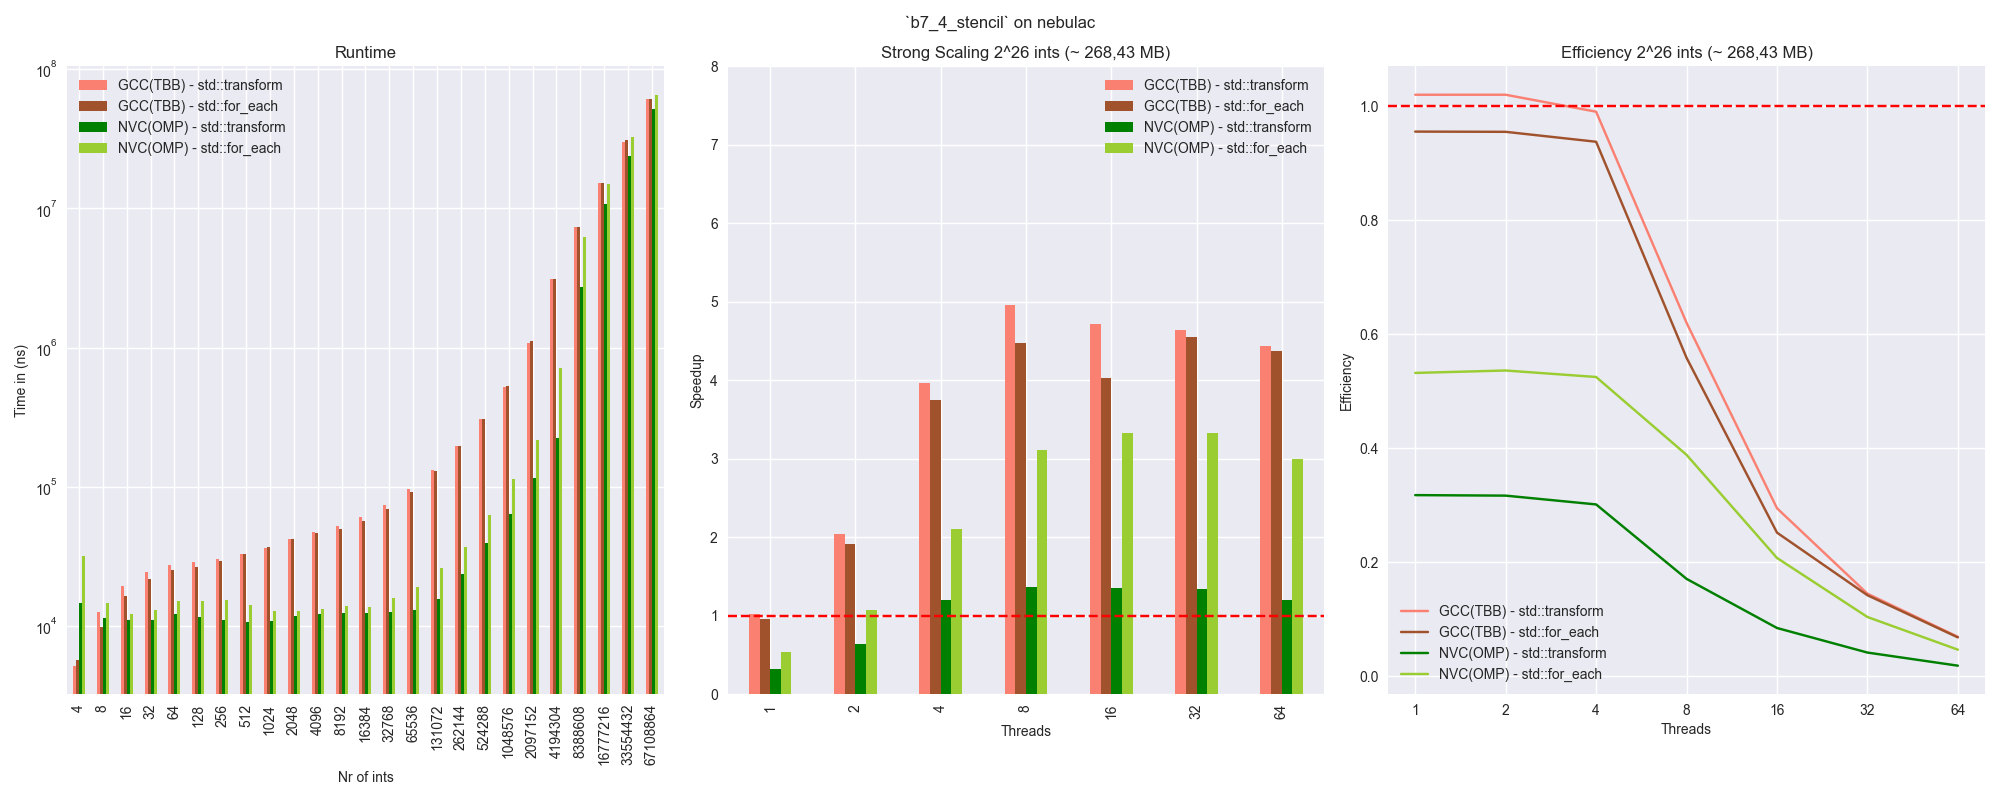 `b7_4_stencil` on nebulac
Runtime
10^8
10^7
10^6
10^5
10^4
Time in (ns)
GCC(TBB) - std::transform
GCC(TBB) - std::for_each
NVC(OMP) - std::transform
NVC(OMP) - std::for_each
4 8 16 32 64 128 256 512 1024 2048 4096 8192 16384 32768 65536 131072 262144 524288 1048576 2097152 4194304 8388608 16777216 33554432 67108864
Nr of ints
Strong Scaling 2^26 ints (~ 268,43 MB)
8
7
6
5
4
3
2
1
0
Speedup
GCC(TBB) - std::transform
GCC(TBB) - std::for_each
NVC(OMP) - std::transform
NVC(OMP) - std::for_each
1 2 4 8 16 32 64
Threads
Efficiency 2^26 ints (~ 268,43 MB)
1.0
0.8
0.6
0.4
0.2
0.0
Efficiency
GCC(TBB) - std::transform
GCC(TBB) - std::for_each
NVC(OMP) - std::transform
NVC(OMP) - std::for_each
1 2 4 8 16 32 64
Threads